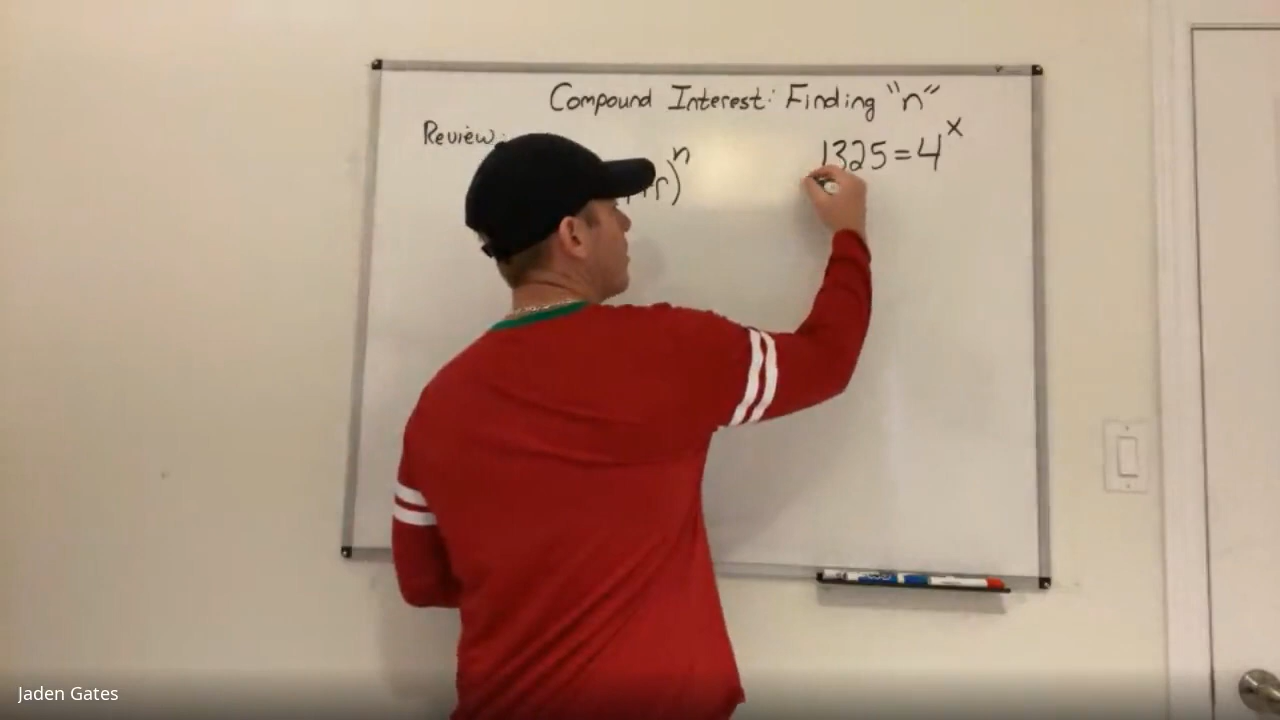 Compound Interest: Finding "n"
Review:
+r)ⁿ
1325=4ˣ
Jaden Gates